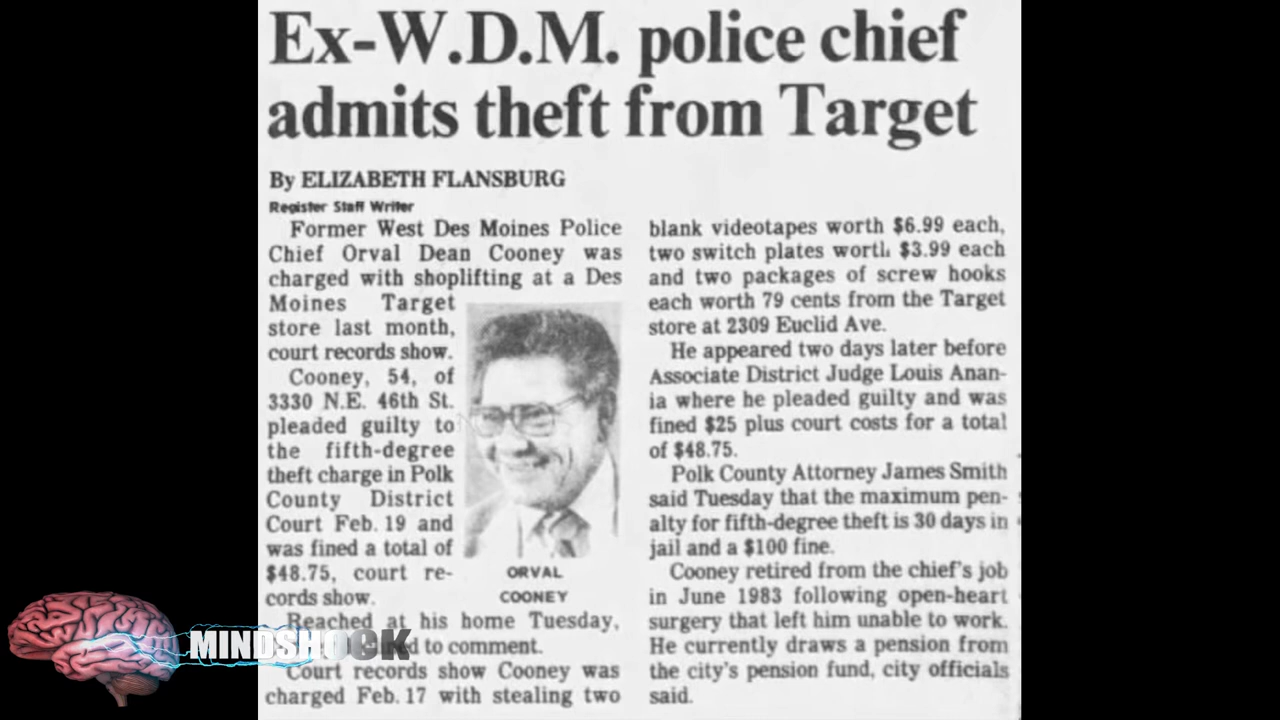 Ex-W.D.M. police chief
admits theft from Target
By ELIZABETH FLANSBURG
Register Staff Writer
Former West Des Moines Police
Chief Orval Dean Cooney was
charged with shoplifting at a Des
Moines Target
store last month,
court records show.
Cooney, 54, of
3330 N.E. 46th St.
pleaded guilty to
the fifth-degree
theft charge in Polk
County District
Court Feb. 19 and
was fined a total of
$48.75, court re-
cords show.
Reached at his home Tuesday,
to comment.
Court records show Cooney was
charged Feb. 17 with stealing two
ORVAL
COONEY
blank videotapes worth $6.99 each,
two switch plates worth $3.99 each
and two packages of screw hooks
each worth 79 cents from the Target
store at 2309 Euclid Ave.
He appeared two days later before
Associate District Judge Louis Anan-
ia where he pleaded guilty and was
fined $25 plus court costs for a total
of $48.75.
Polk County Attorney James Smith
said Tuesday that the maximum pen-
alty for fifth-degree theft is 30 days in
jail and a $100 fine.
Cooney retired from the chief's job
in June 1983 following open-heart
surgery that left him unable to work.
He currently draws a pension from
the city's pension fund, city officials
said.
MINDSHOCK